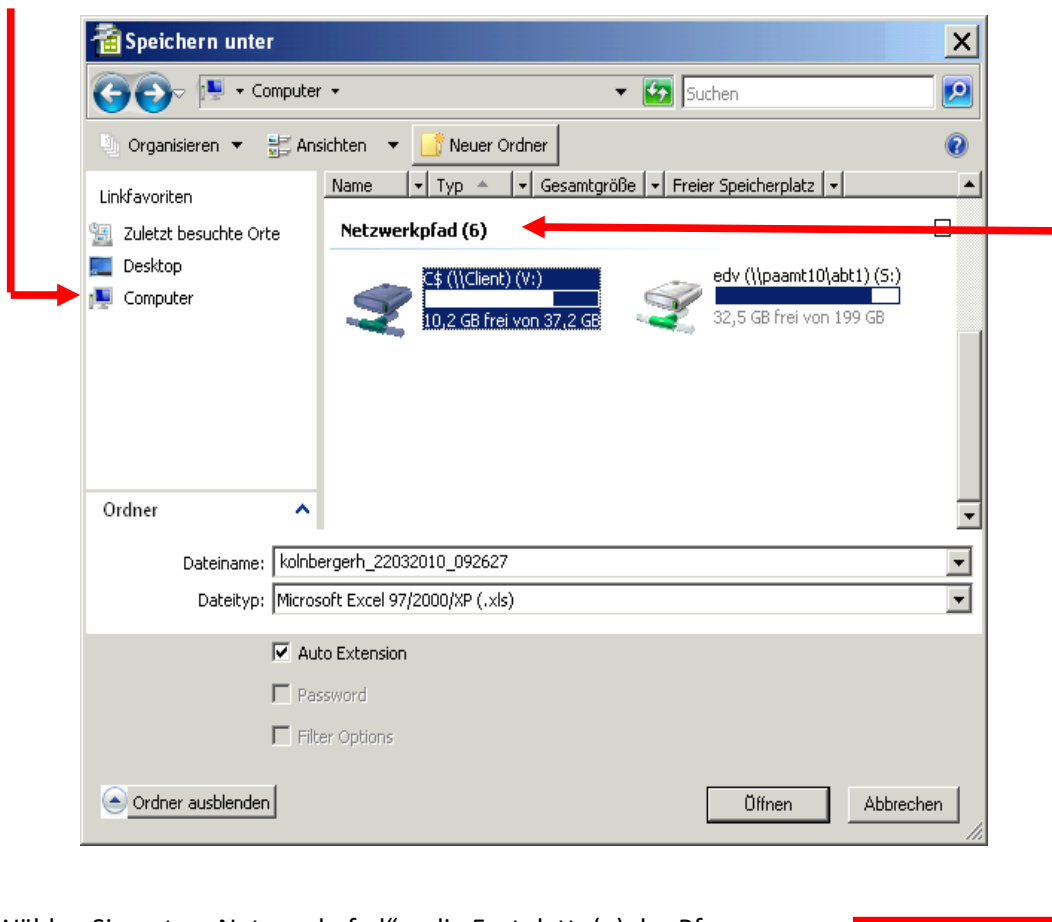 Speichern unter
Computer
Suchen
Organisieren
Ansichten
Neuer Ordner
Linkfavoriten
Zuletzt besuchte Orte
Desktop
Computer
Ordner
Name Typ Gesamtgröße Freier Speicherplatz
Netzwerkpfad (6)
C$ (\\Client) (V:)
10,2 GB frei von 37,2 GB
edv (\\paamt10\abt1) (S:)
32,5 GB frei von 199 GB
Dateiname: kolnbergerh_22032010_092627
Dateityp: Microsoft Excel 97/2000/XP (.xls)
Auto Extension
Password
Filter Options
Ordner ausblenden
Öffnen
Abbrechen